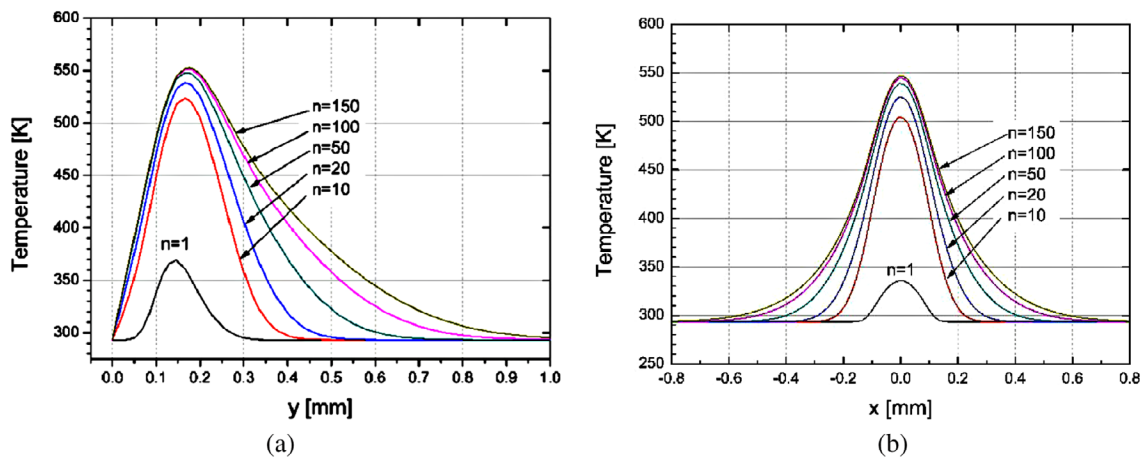 600
550
500
450
400
350
300
Temperature [K]
n=150
n=100
n=50
n=20
n=10
n=1
0.0 0.1 0.2 0.3 0.4 0.5 0.6 0.7 0.8 0.9 1.0
y [mm]
(a)
600
550
500
450
400
350
300
250
Temperature [K]
n=150
n=100
n=50
n=20
n=10
n=1
-0.8 -0.6 -0.4 -0.2 0.0 0.2 0.4 0.6 0.8
x [mm]
(b)